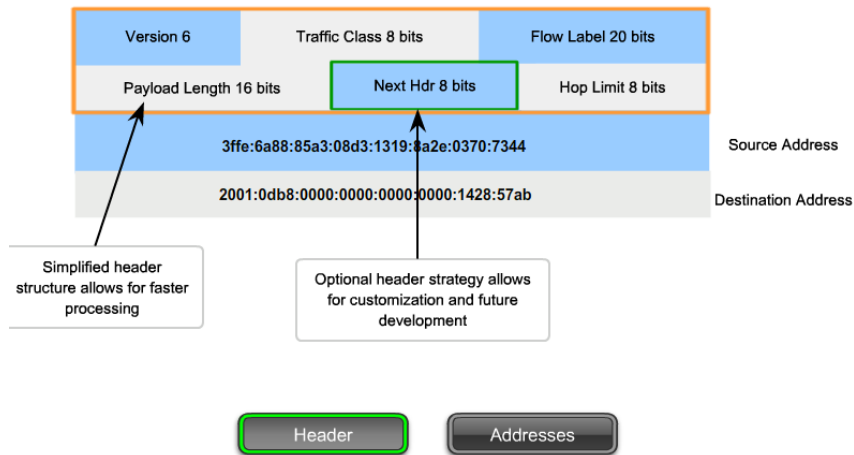 Version 6
Traffic Class 8 bits
Flow Label 20 bits
Payload Length 16 bits
Next Hdr 8 bits
Hop Limit 8 bits
3ffe:6a88:85a3:08d3:1319:8a2e:0370:7344
Source Address
2001:0db8:0000:0000:0000:0000:1428:57ab
Destination Address
Simplified header
structure allows for faster
processing
Optional header strategy allows
for customization and future
development
Header
Addresses